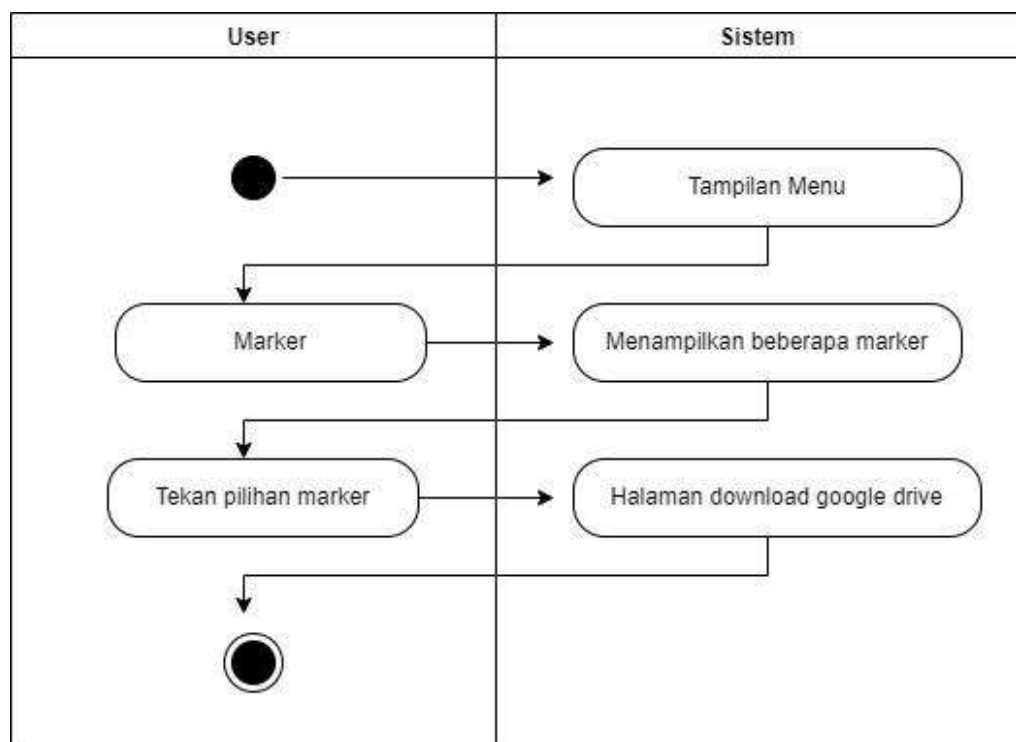 User
Sistem
Tampilan Menu
Marker
Menampilkan beberapa marker
Tekan pilihan marker
Halaman download google drive